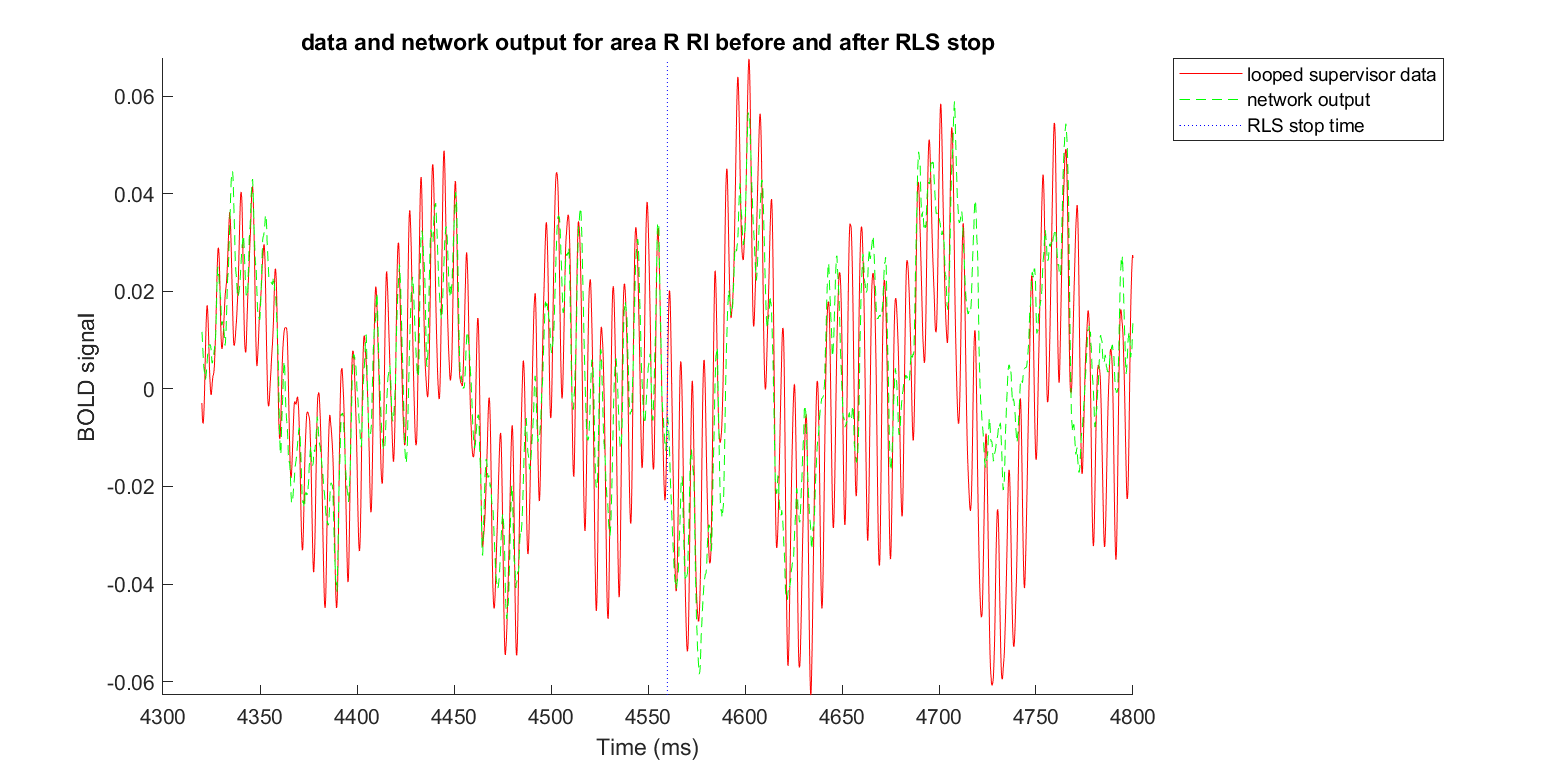 data and network output for area R RI before and after RLS stop
looped supervisor data
network output
RLS stop time
0.06
0.04
0.02
0
-0.02
-0.04
-0.06
BOLD signal
4300 4350 4400 4450 4500 4550 4600 4650 4700 4750 4800
Time (ms)